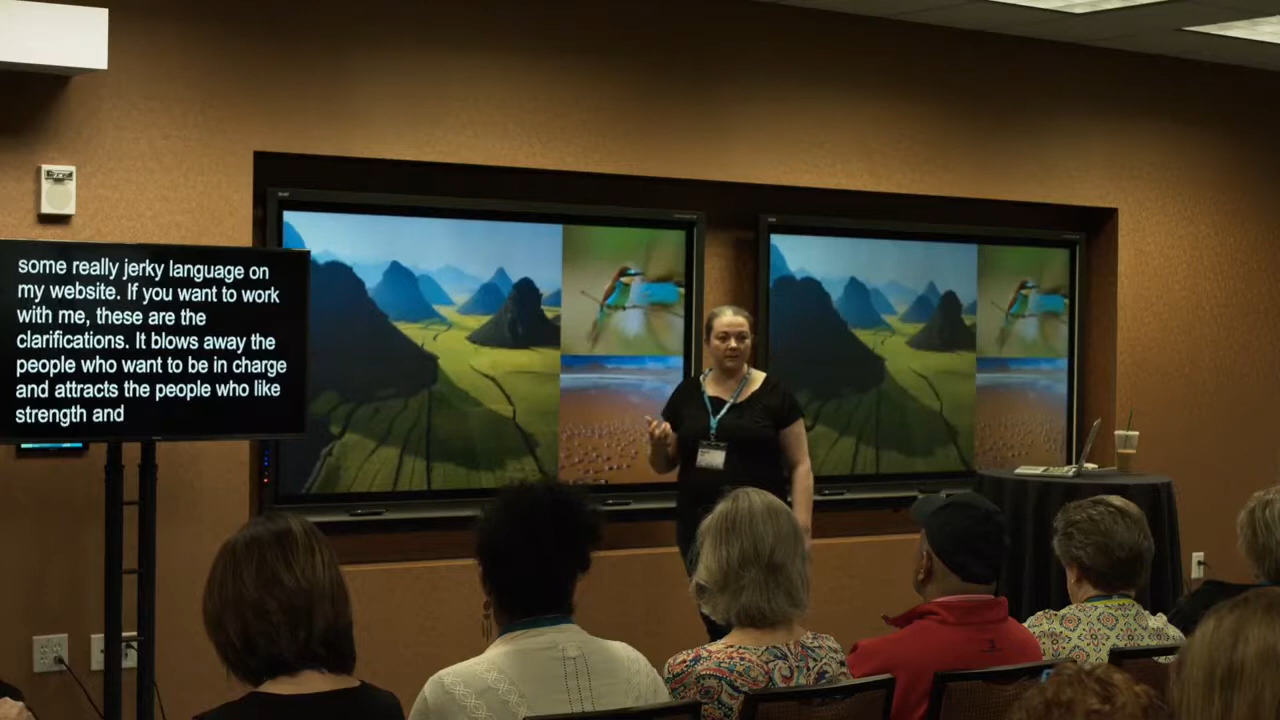 some really jerky language on
my website. If you want to work
with me, these are the
clarifications. It blows away the
people who want to be in charge
and attracts the people who like
strength and